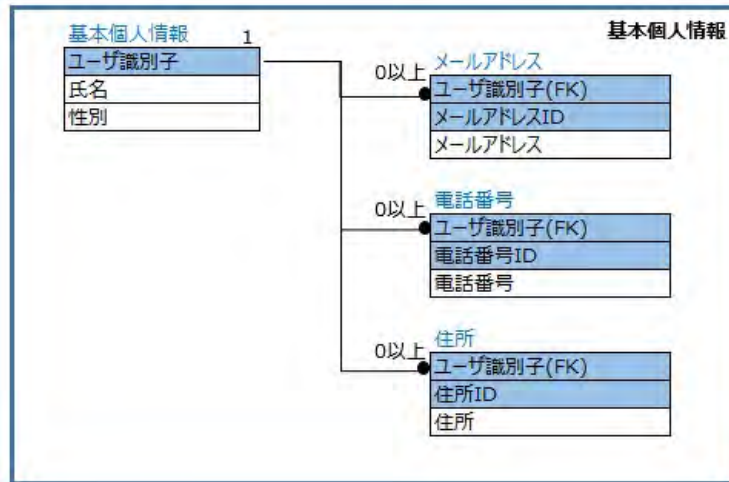 基本個人情報
基本個人情報 1
ユーザ識別子
氏名
性別
0以上 メールアドレス
ユーザ識別子(FK)
メールアドレスID
メールアドレス
0以上 電話番号
ユーザ識別子(FK)
電話番号ID
電話番号
0以上 住所
ユーザ識別子(FK)
住所ID
住所